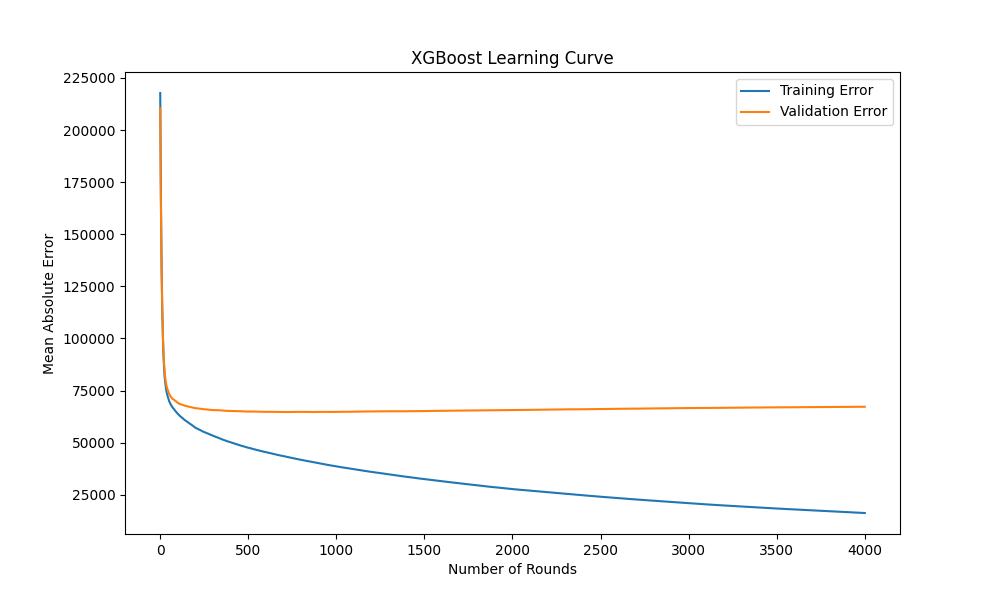 XGBoost Learning Curve
Training Error
Validation Error
Mean Absolute Error
225000
200000
175000
150000
125000
100000
75000
50000
25000
0 500 1000 1500 2000 2500 3000 3500 4000
Number of Rounds